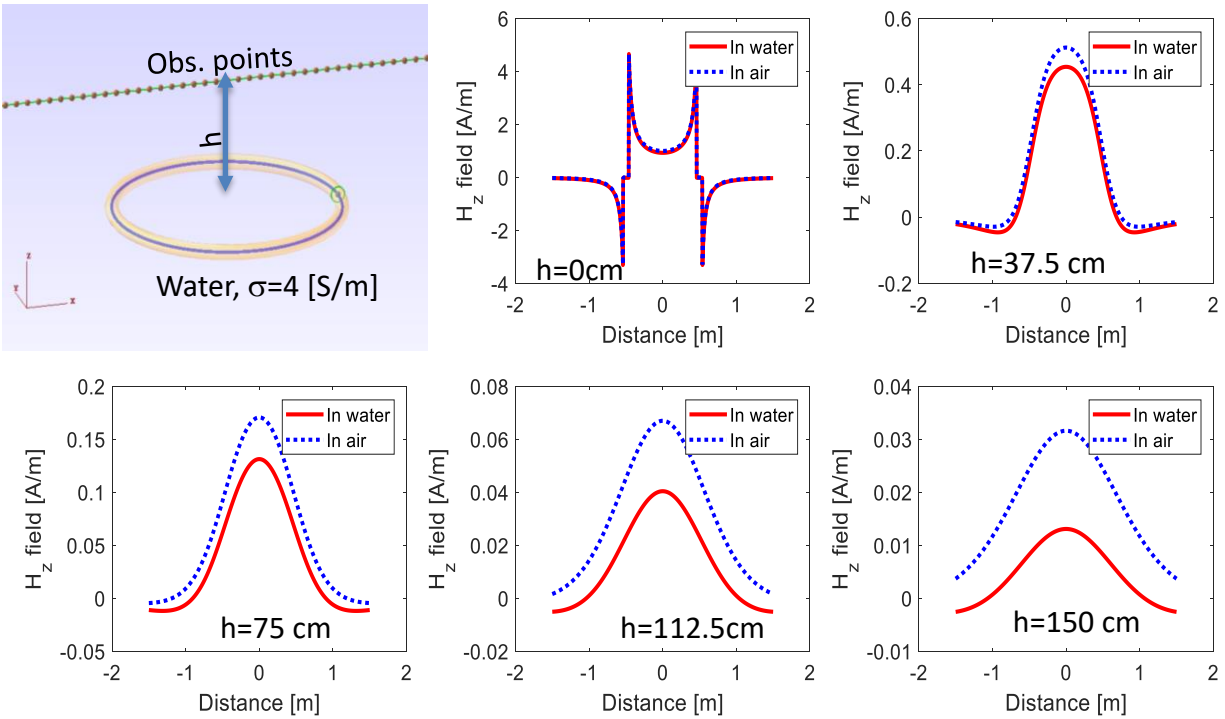 Obs. points
h
Water, σ=4 [S/m]
z
Y
x
In water
In air
H_z field [A/m]
6
4
2
0
-2
-4
h=0cm
-2
-1
0
1
2
Distance [m]
In water
In air
H_z field [A/m]
0.6
0.4
0.2
0
-0.2
h=37.5 cm
-2
-1
0
1
2
Distance [m]
In water
In air
H_z field [A/m]
0.2
0.15
0.1
0.05
0
-0.05
h=75 cm
-2
-1
0
1
2
Distance [m]
In water
In air
H_z field [A/m]
0.08
0.06
0.04
0.02
0
-0.02
h=112.5cm
-2
-1
0
1
2
Distance [m]
In water
In air
H_z field [A/m]
0.04
0.03
0.02
0.01
0
-0.01
h=150 cm
-2
-1
0
1
2
Distance [m]